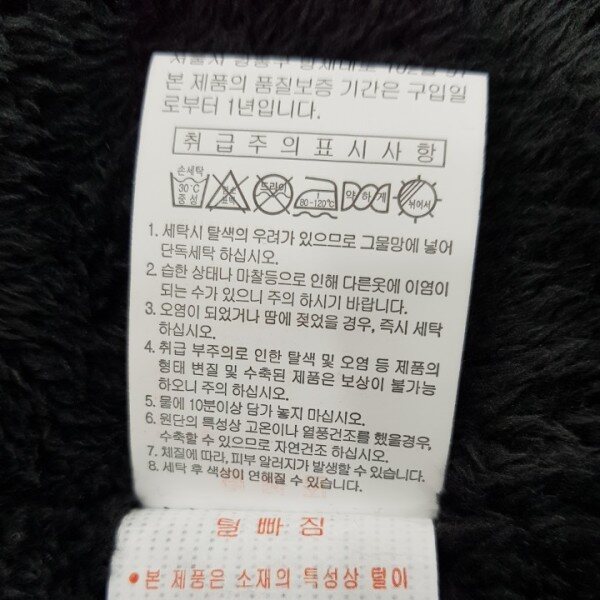 본 제품의 품질보증 기간은 구입일
로부터 1년입니다.
취급주의표시사항
손세탁
30℃
중성
드라이
80-120℃
약하게
뉘어서
1. 세탁시 탈색의 우려가 있으므로 그물망에 넣어
단독세탁 하십시오.
2. 습한 상태나 마찰등으로 인해 다른옷에 이염이
되는 수가 있으니 주의 하시기 바랍니다.
3. 오염이 되었거나 땀에 젖었을 경우, 즉시 세탁
하십시오.
4. 취급 부주의로 인한 탈색 및 오염 등 제품의
형태 변질 및 수축된 제품은 보상이 불가능
하오니 주의 하십시오.
5. 물에 10분이상 담가 놓지 마십시오.
6. 원단의 특성상 고온이나 열풍건조를 했을경우,
수축할 수 있으므로 자연건조 하십시오.
7. 체질에 따라, 피부 알러지가 발생할 수 있습니다.
8. 세탁 후 색상이 연해질 수 있습니다.
털빠짐
• 본 제품은 소재의 특성상 털이